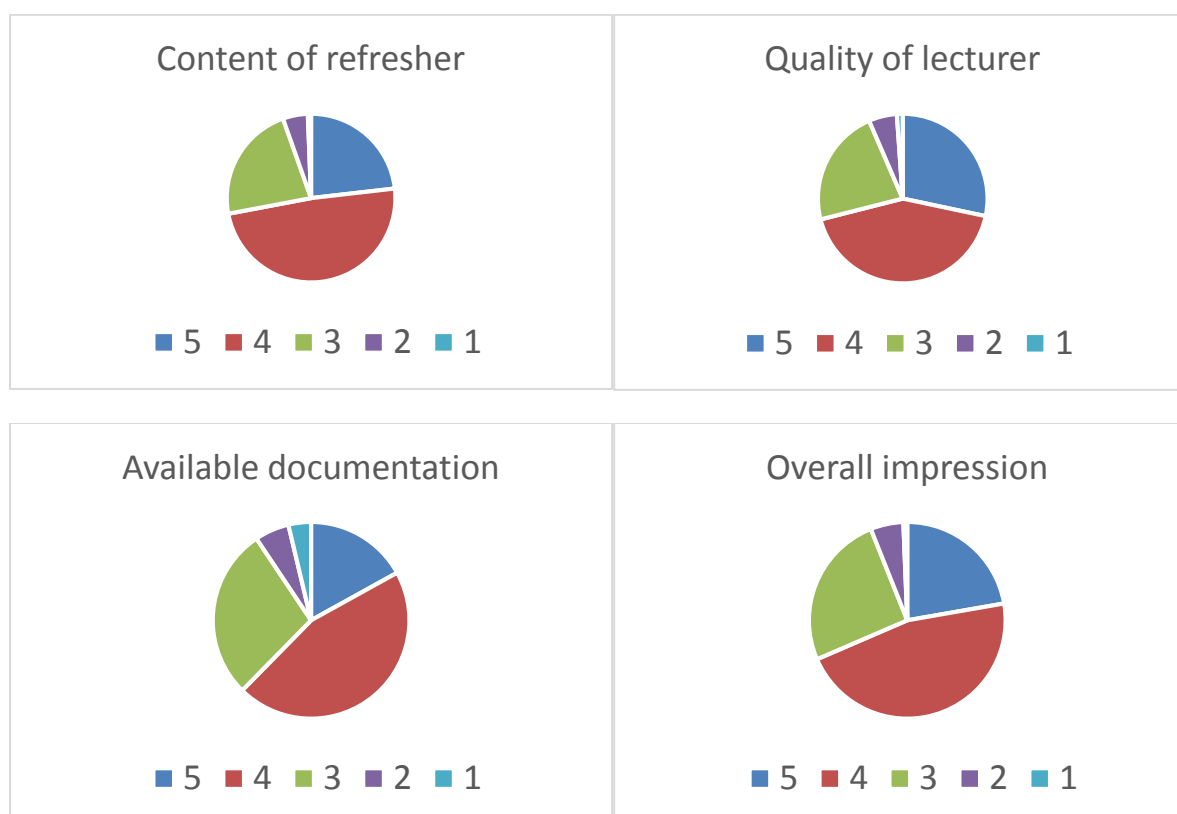 Content of refresher
5 4 3 2 1
Quality of lecturer
5 4 3 2 1
Available documentation
5 4 3 2 1
Overall impression
5 4 3 2 1